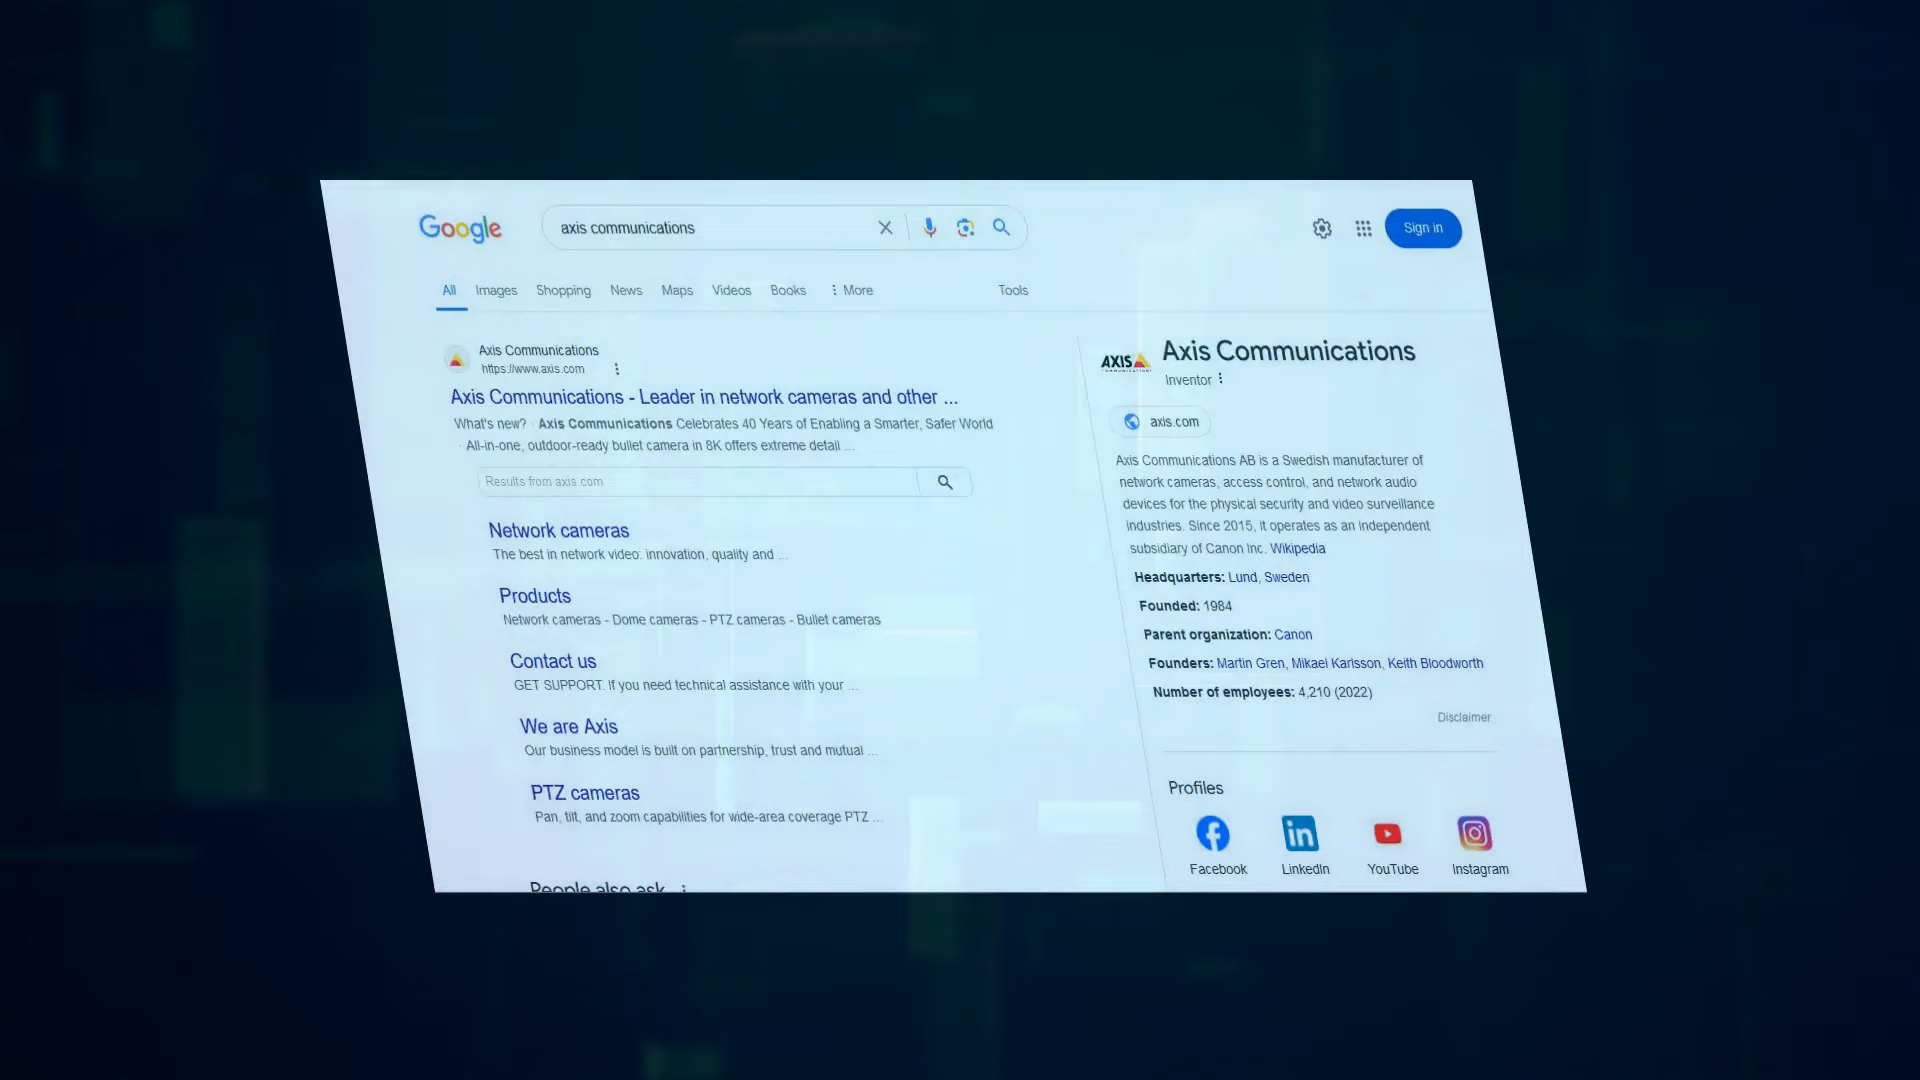 Google
axis communications
Sign in
All Images Shopping News Maps Videos Books More Tools
Axis Communications
https://www.axis.com
Axis Communications - Leader in network cameras and other ...
What's new? · Axis Communications Celebrates 40 Years of Enabling a Smarter, Safer World
· All-in-one, outdoor-ready bullet camera in 8K offers extreme detail ...
Results from axis.com
Network cameras
The best in network video: innovation, quality and ...
Products
Network cameras - Dome cameras - PTZ cameras - Bullet cameras
Contact us
GET SUPPORT. If you need technical assistance with your ...
We are Axis
Our business model is built on partnership, trust and mutual ...
PTZ cameras
Pan, tilt, and zoom capabilities for wide-area coverage PTZ ...
People also ask
AXIS
COMMUNICATIONS
Axis Communications
Inventor
axis.com
Axis Communications AB is a Swedish manufacturer of
network cameras, access control, and network audio
devices for the physical security and video surveillance
industries. Since 2015, it operates as an independent
subsidiary of Canon Inc. Wikipedia
Headquarters: Lund, Sweden
Founded: 1984
Parent organization: Canon
Founders: Martin Gren, Mikael Karlsson, Keith Bloodworth
Number of employees: 4,210 (2022)
Disclaimer
Profiles
Facebook LinkedIn YouTube Instagram